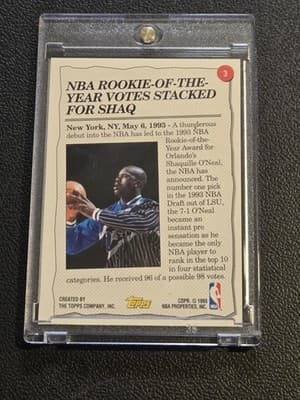 3
NBA ROOKIE-OF-THE-
YEAR VOTES STACKED
FOR SHAQ
New York, NY, May 6, 1993 - A thunderous
debut into the NBA has led to the 1993 NBA
Rookie-of-the-
Year Award for
Orlando's
Shaquille O'Neal,
the NBA has
announced. The
number one pick
in the 1993 NBA
Draft out of LSU,
the 7-1 O'Neal
became an
instant pre
sensation as he
became the only
NBA player to
rank in the top 10
in four statistical
categories. He received 96 of a possible 98 votes.
CREATED BY
THE TOPPS COMPANY, INC.
Topps
COPR. © 1993
NBA PROPERTIES, INC.
NBA